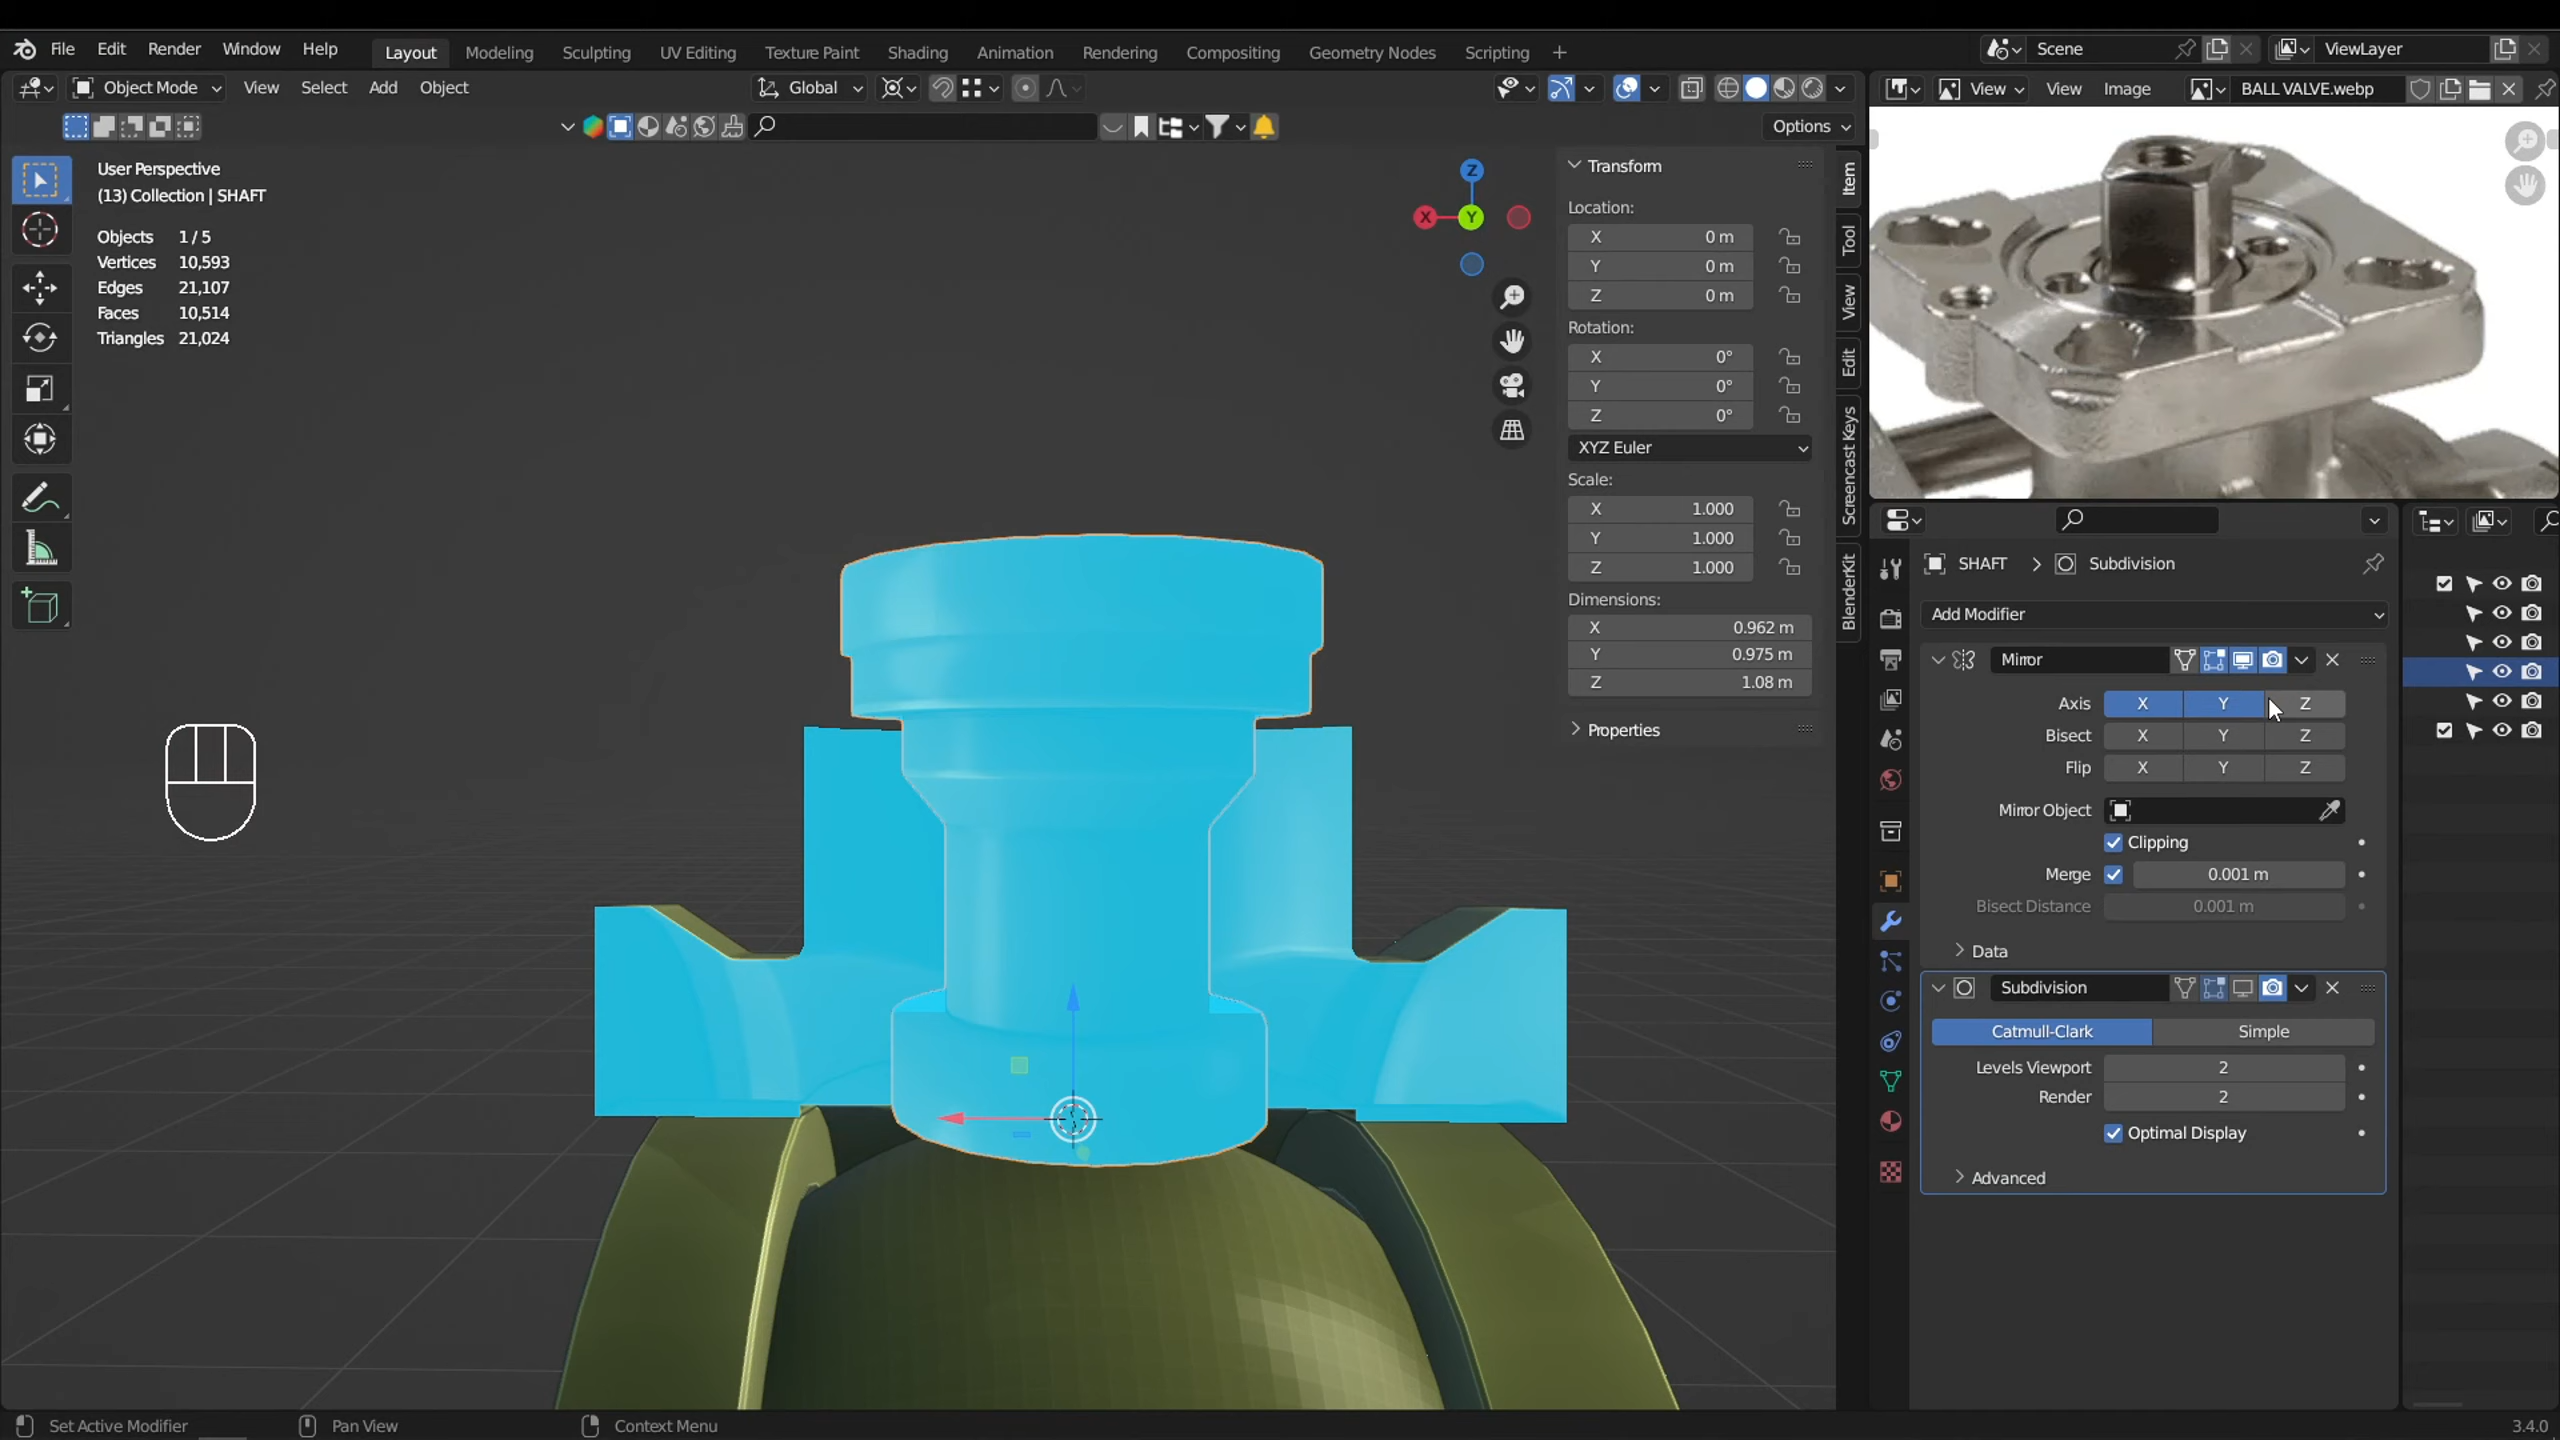 File Edit Render Window Help
Layout Modeling Sculpting UV Editing Texture Paint Shading Animation Rendering Compositing Geometry Nodes Scripting
Scene
ViewLayer
Object Mode View Select Add Object
Global
View View Image BALL VALVE.webp
Options
User Perspective
(13) Collection | SHAFT
Objects 1 / 5
Vertices 10,593
Edges 21,107
Faces 10,514
Triangles 21,024
Z
X Y
Transform
Location:
X 0 m
Y 0 m
Z 0 m
Rotation:
X 0°
Y 0°
Z 0°
XYZ Euler
Scale:
X 1.000
Y 1.000
Z 1.000
Dimensions:
X 0.962 m
Y 0.975 m
Z 1.08 m
Properties
Item
Tool
View
Edit
Screencast Keys
BlenderKit
SHAFT Subdivision
Add Modifier
Mirror
Axis X Y Z
Bisect X Y Z
Flip X Y Z
Mirror Object
Clipping
Merge 0.001 m
Bisect Distance 0.001 m
Data
Subdivision
Catmull-Clark Simple
Levels Viewport 2
Render 2
Optimal Display
Advanced
Set Active Modifier Pan View Context Menu 3.4.0